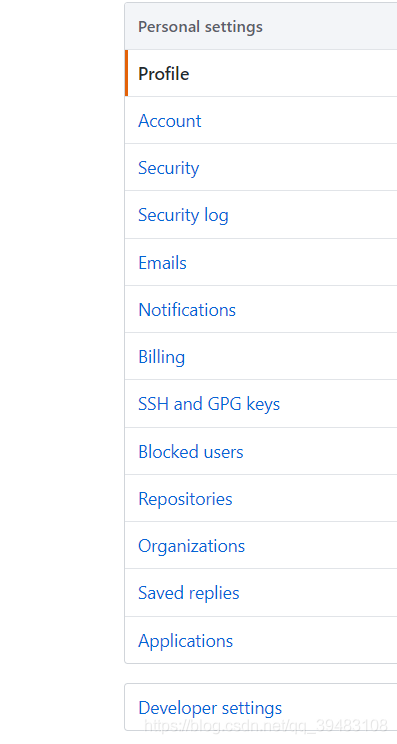 Personal settings
Profile
Account
Security
Security log
Emails
Notifications
Billing
SSH and GPG keys
Blocked users
Repositories
Organizations
Saved replies
Applications
Developer settings
https://blog.csdn.net/qq_39483108